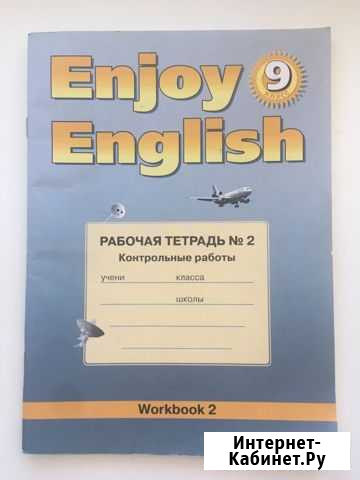 Enjoy 9
English
РАБОЧАЯ ТЕТРАДЬ № 2
Контрольные работы
учени класса
школы
Workbook 2
Интернет-
Кабинет.Ру